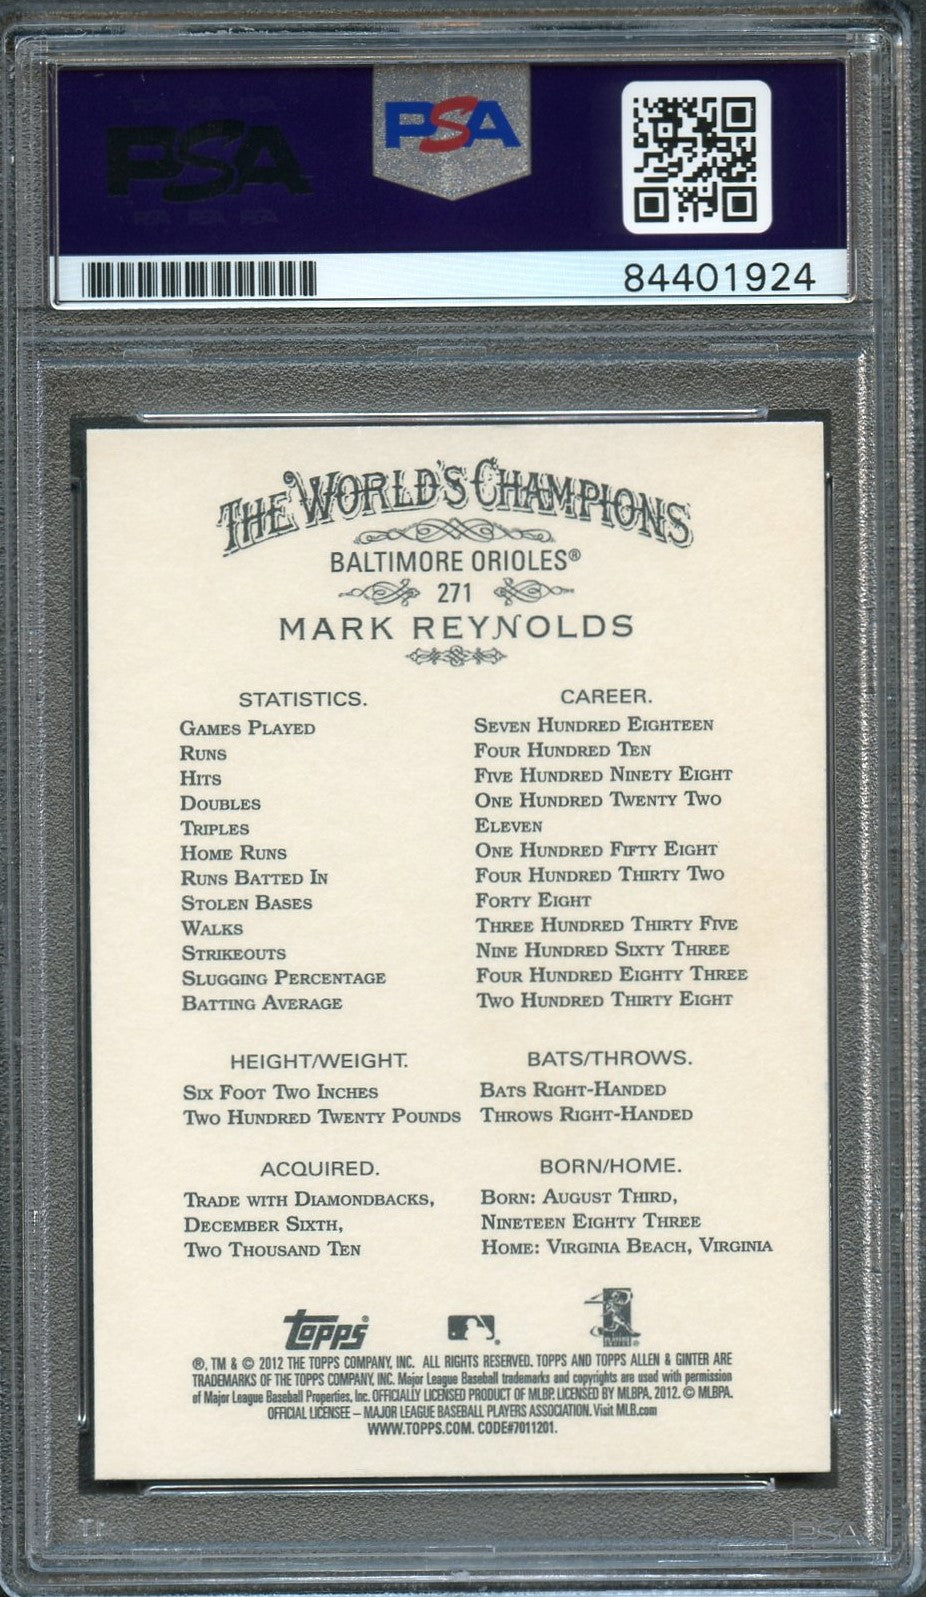 PSA
PSA
84401924
THE WORLD'S CHAMPIONS
BALTIMORE ORIOLES®
271
MARK REYNOLDS
STATISTICS. CAREER.
GAMES PLAYED SEVEN HUNDRED EIGHTEEN
RUNS FOUR HUNDRED TEN
HITS FIVE HUNDRED NINETY EIGHT
DOUBLES ONE HUNDRED TWENTY TWO
TRIPLES ELEVEN
HOME RUNS ONE HUNDRED FIFTY EIGHT
RUNS BATTED IN FOUR HUNDRED THIRTY TWO
STOLEN BASES FORTY EIGHT
WALKS THREE HUNDRED THIRTY FIVE
STRIKEOUTS NINE HUNDRED SIXTY THREE
SLUGGING PERCENTAGE FOUR HUNDRED EIGHTY THREE
BATTING AVERAGE TWO HUNDRED THIRTY EIGHT
HEIGHT/WEIGHT. BATS/THROWS.
SIX FOOT TWO INCHES BATS RIGHT-HANDED
TWO HUNDRED TWENTY POUNDS THROWS RIGHT-HANDED
ACQUIRED. BORN/HOME.
TRADE WITH DIAMONDBACKS, BORN: AUGUST THIRD,
DECEMBER SIXTH, NINETEEN EIGHTY THREE
TWO THOUSAND TEN HOME: VIRGINIA BEACH, VIRGINIA
Topps®
®, TM & © 2012 THE TOPPS COMPANY, INC. ALL RIGHTS RESERVED. TOPPS AND TOPPS ALLEN & GINTER ARE
TRADEMARKS OF THE TOPPS COMPANY, INC. Major League Baseball trademarks and copyrights are used with permission
of Major League Baseball Properties, Inc. OFFICIALLY LICENSED PRODUCT OF MLBP. LICENSED BY MLBPA, 2012. © MLBPA.
OFFICIAL LICENSEE – MAJOR LEAGUE BASEBALL PLAYERS ASSOCIATION. Visit MLB.com
WWW.TOPPS.COM. CODE#7011201.
PSA